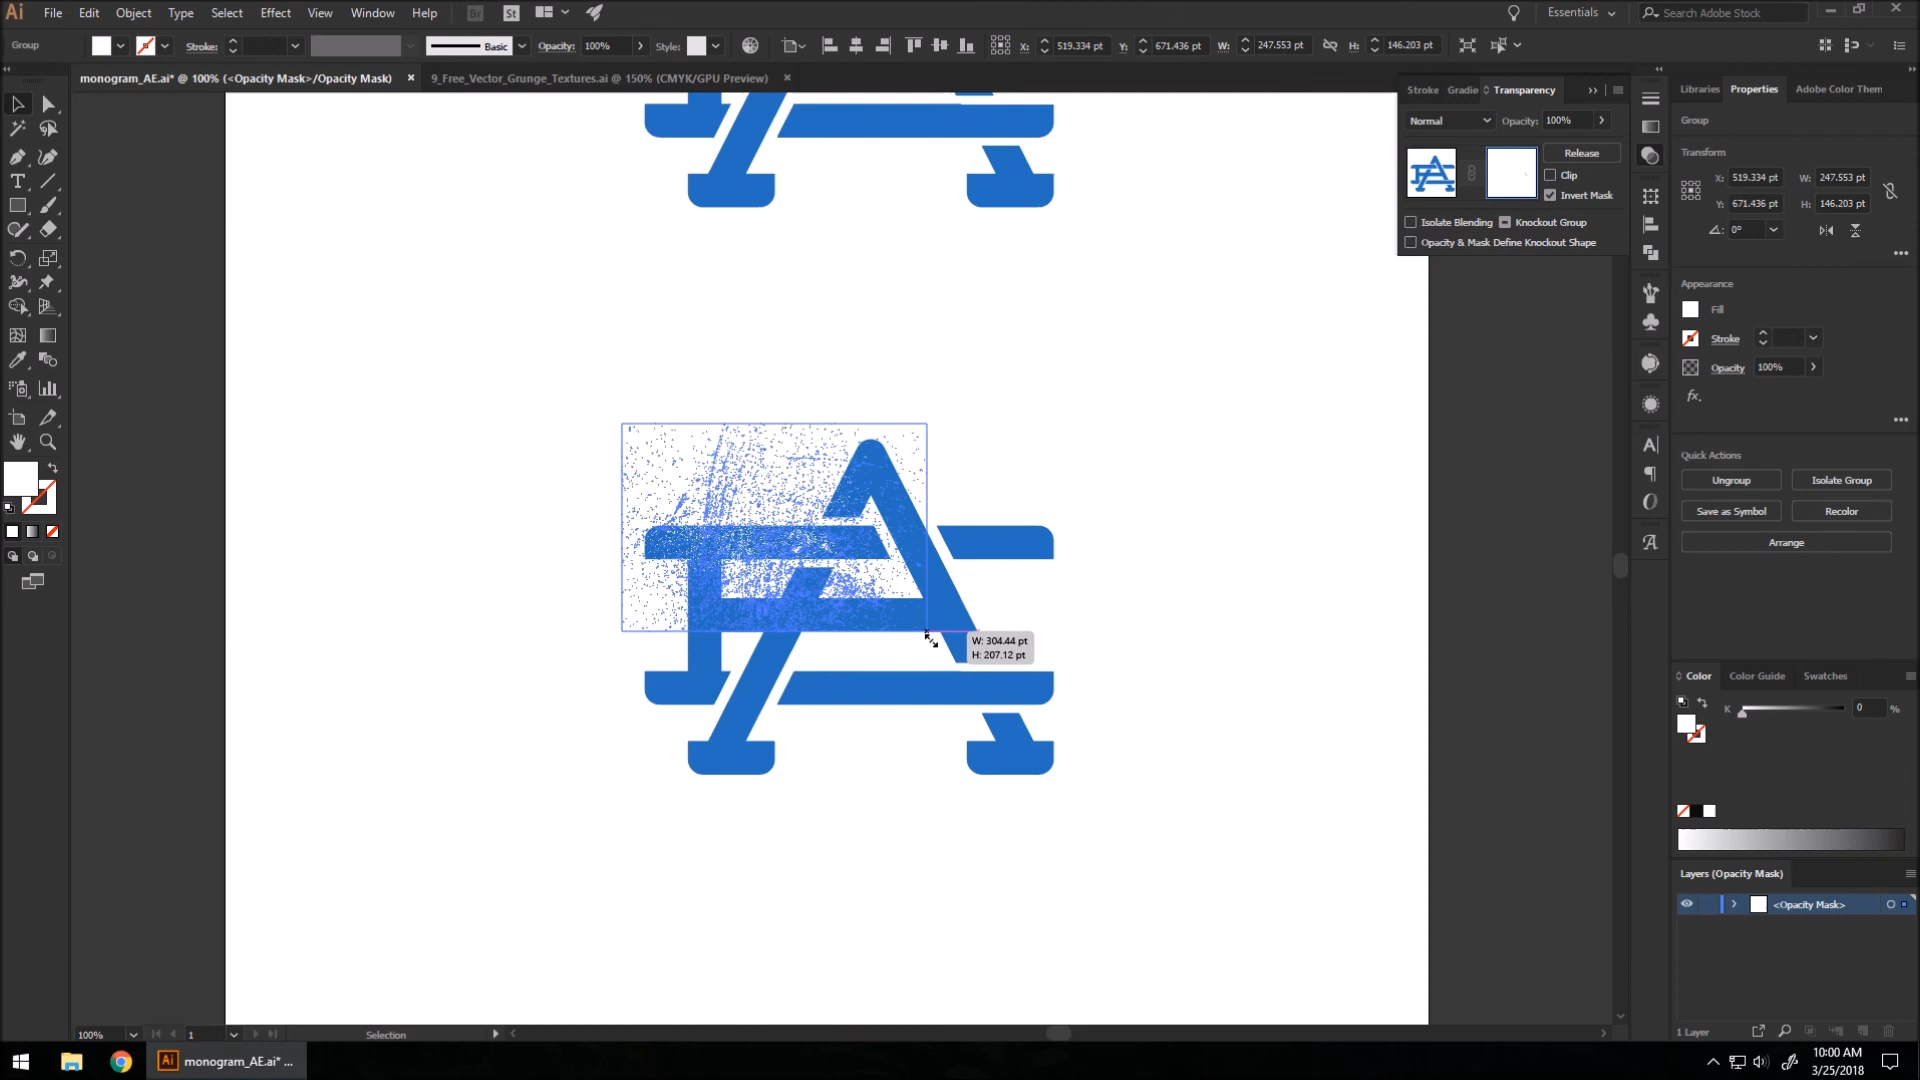 Ai File Edit Object Type Select Effect View Window Help Br St Essentials Search Adobe Stock
Group Stroke: Basic Opacity: 100% Style: X: 519.334 pt Y: 671.436 pt W: 247.553 pt H: 146.203 pt
monogram_AE.ai* @ 100% (<Opacity Mask>/Opacity Mask) × 9_Free_Vector_Grunge_Textures.ai @ 150% (CMYK/GPU Preview) ×
Stroke Gradie Transparency
Normal Opacity: 100%
Release
Clip
Invert Mask
Isolate Blending Knockout Group
Opacity & Mask Define Knockout Shape
Libraries Properties Adobe Color Them
Group
Transform
X: 519.334 pt W: 247.553 pt
Y: 671.436 pt H: 146.203 pt
0°
Appearance
Fill
Stroke
Opacity 100%
fx.
Quick Actions
Ungroup Isolate Group
Save as Symbol Recolor
Arrange
W: 304.44 pt
H: 207.12 pt
Color Color Guide Swatches
K 0 %
Layers (Opacity Mask)
<Opacity Mask>
1 Layer
100% 1 Selection
Ai monogram_AE.ai* ...
10:00 AM
3/25/2018